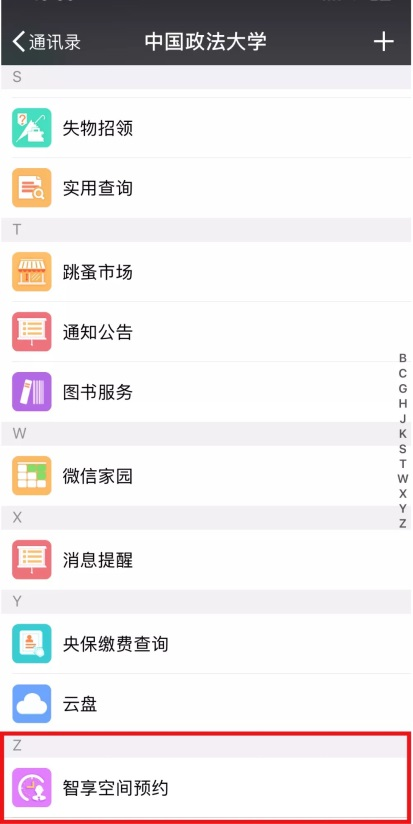 通讯录 中国政法大学 +
S
失物招领
实用查询
T
跳蚤市场
通知公告
图书服务
W
微信家园
X
消息提醒
Y
央保缴费查询
云盘
Z
智享空间预约
B
C
G
H
J
K
S
T
W
X
Y
Z